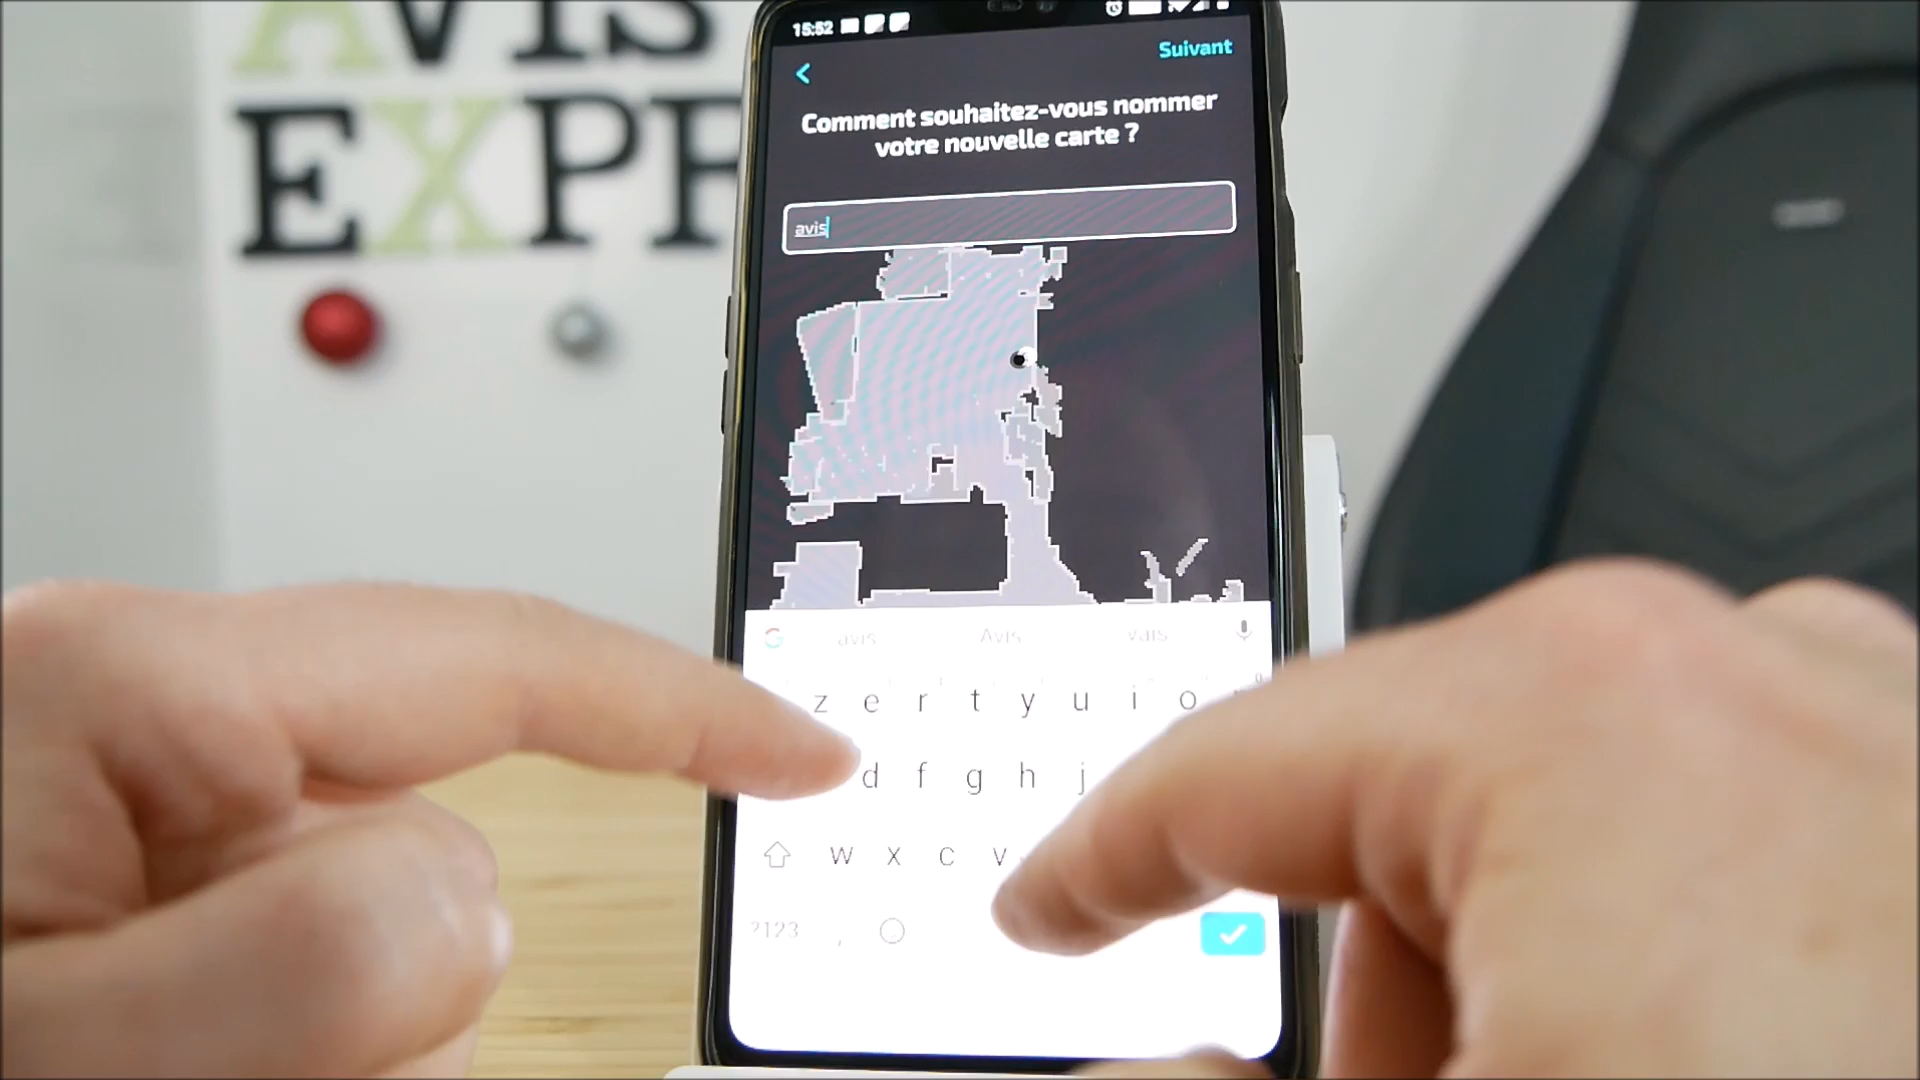 AVIS
EXPR
15:52
Suivant
Comment souhaitez-vous nommer
votre nouvelle carte ?
avis
avis Avis vais
z e r t y u i o
d f g h j
w x c v
?123 ,